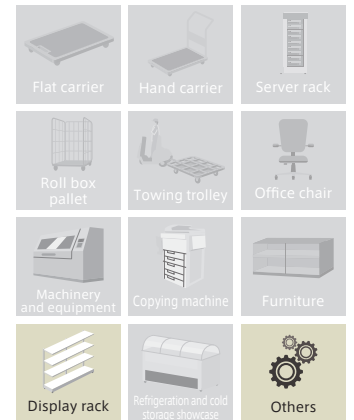 Flat carrier
Hand carrier
Server rack
Roll box
pallet
Towing trolley
Office chair
Machinery
and equipment
Copying machine
Furniture
Display rack
Refrigeration and cold
storage showcase
Others